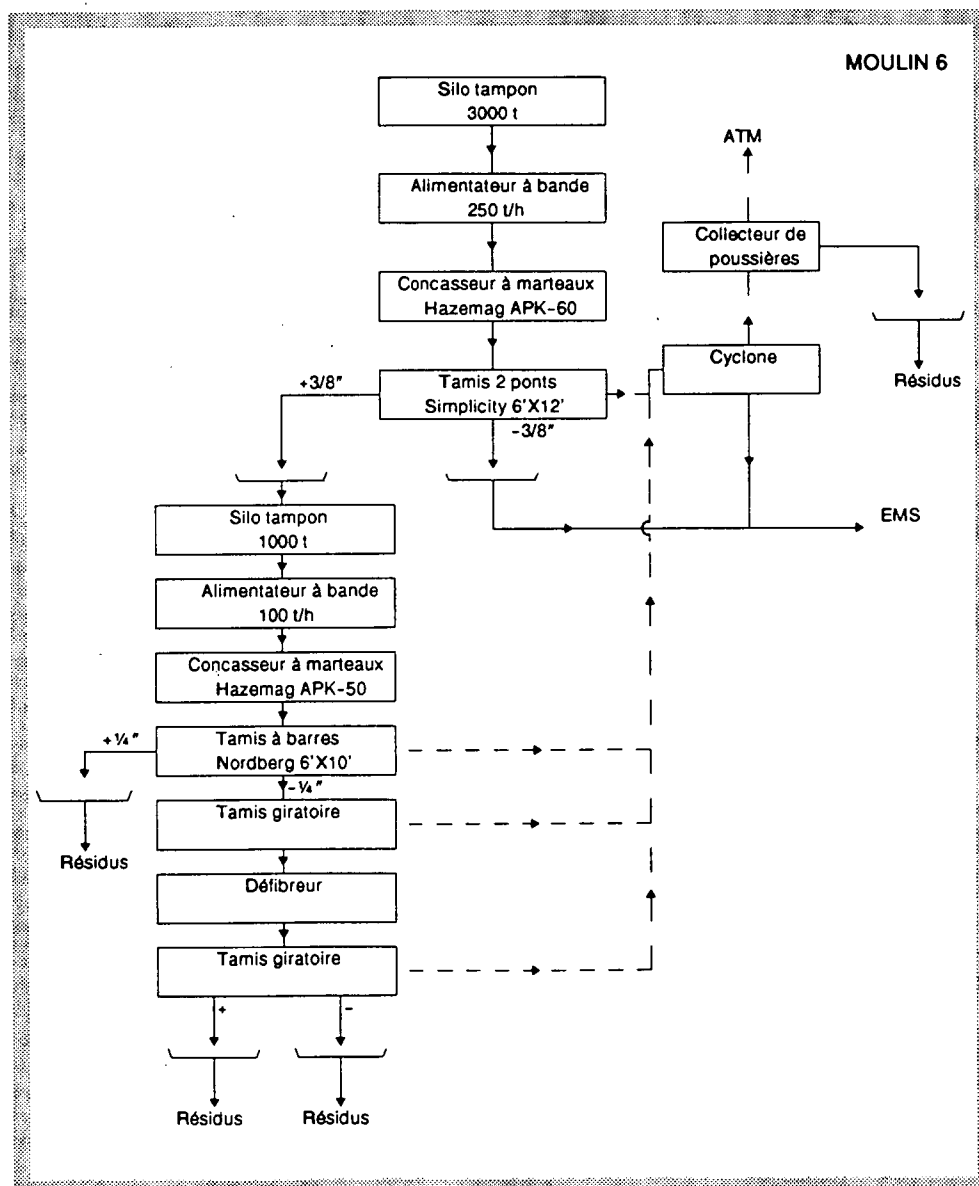 MOULIN 6
Silo tampon
3000 t
ATM
Alimentateur à bande
250 t/h
Collecteur de
poussières
Concasseur à marteaux
Hazemag APK-60
Cyclone
Résidus
+3/8"
Tamis 2 ponts
Simplicity 6'X12'
-3/8"
Silo tampon
1000 t
EMS
Alimentateur à bande
100 t/h
Concasseur à marteaux
Hazemag APK-50
+¼"
Tamis à barres
Nordberg 6'X10'
-¼"
Tamis giratoire
Résidus
Défibreur
Tamis giratoire
+
-
Résidus
Résidus